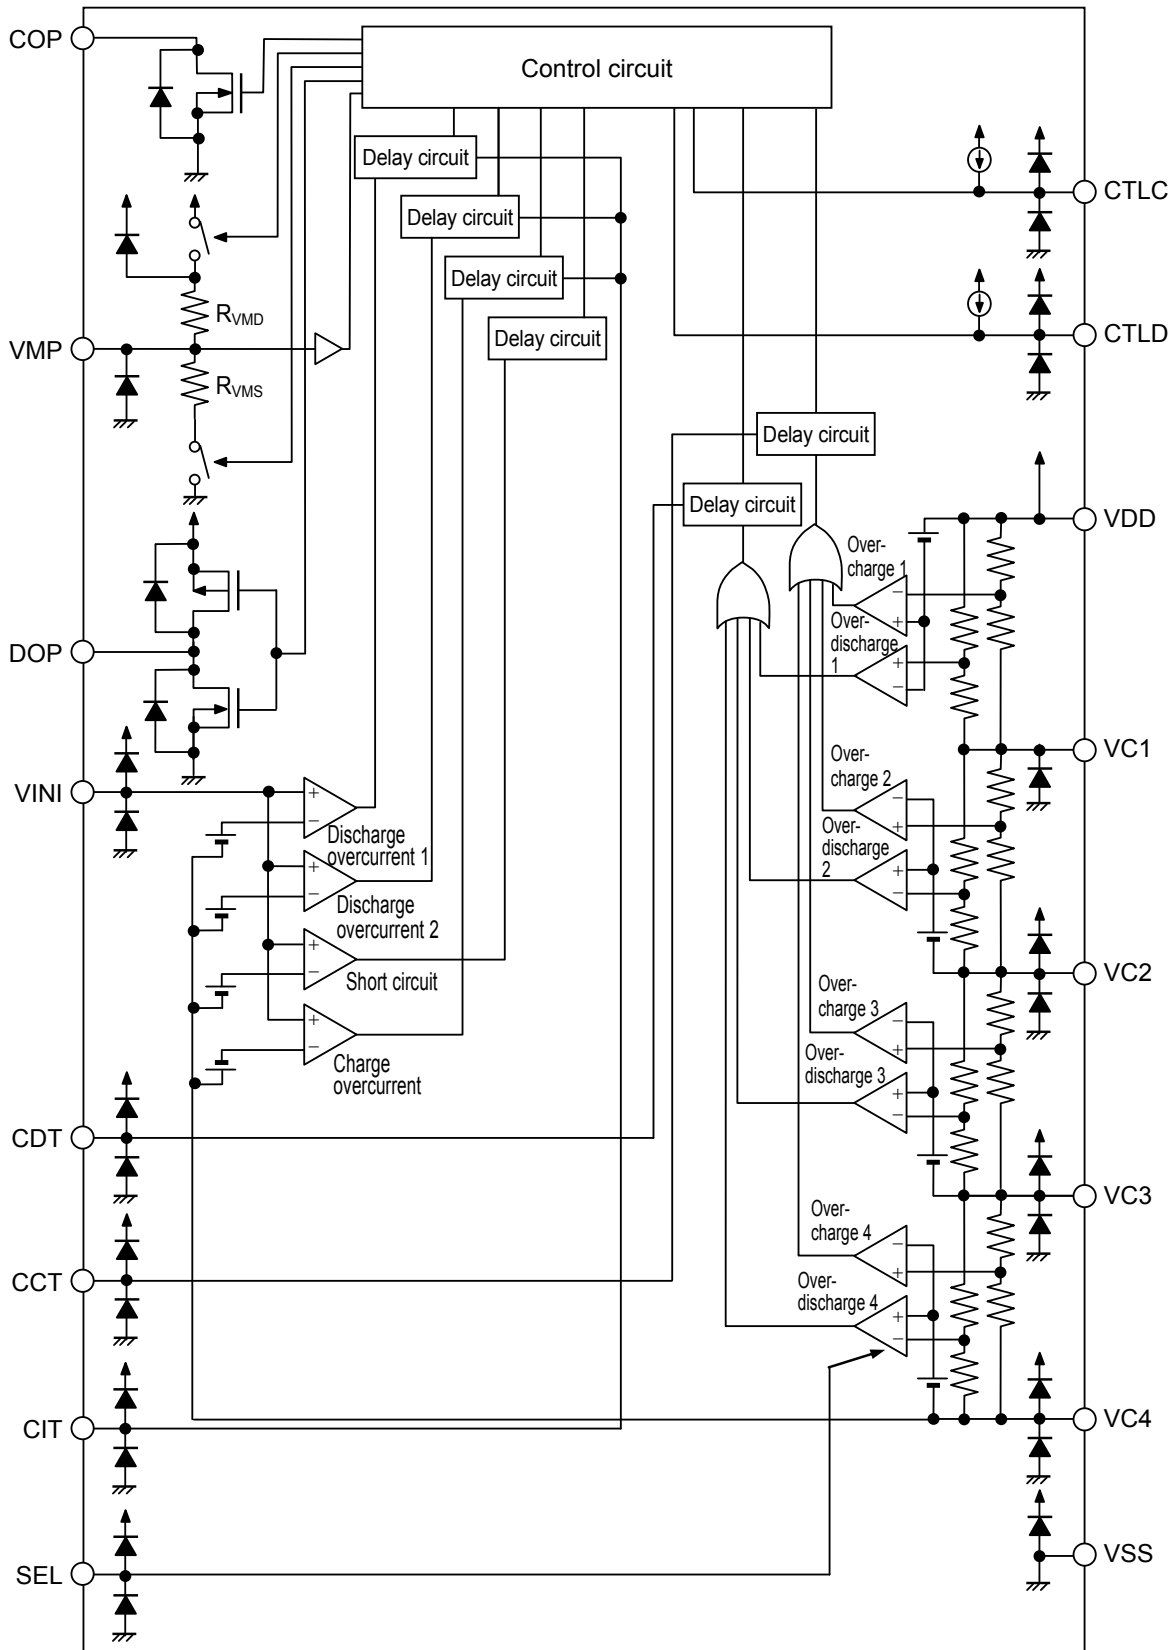 COP
Control circuit
Delay circuit
CTLC
Delay circuit
Delay circuit
RVMD
Delay circuit
CTLD
VMP
RVMS
Delay circuit
Delay circuit
VDD
Over-
charge 1
−
+
Over-
discharge
1
+
−
DOP
VC1
VINI
+
−
Discharge
overcurrent 1
Over-
charge 2
−
+
Over-
discharge
2
+
−
+
−
Discharge
overcurrent 2
+
−
Short circuit
VC2
Over-
charge 3
−
+
+
−
Charge
overcurrent
Over-
discharge 3
+
−
CDT
VC3
Over-
charge 4
−
+
CCT
Over-
discharge 4
+
−
CIT
VC4
VSS
SEL